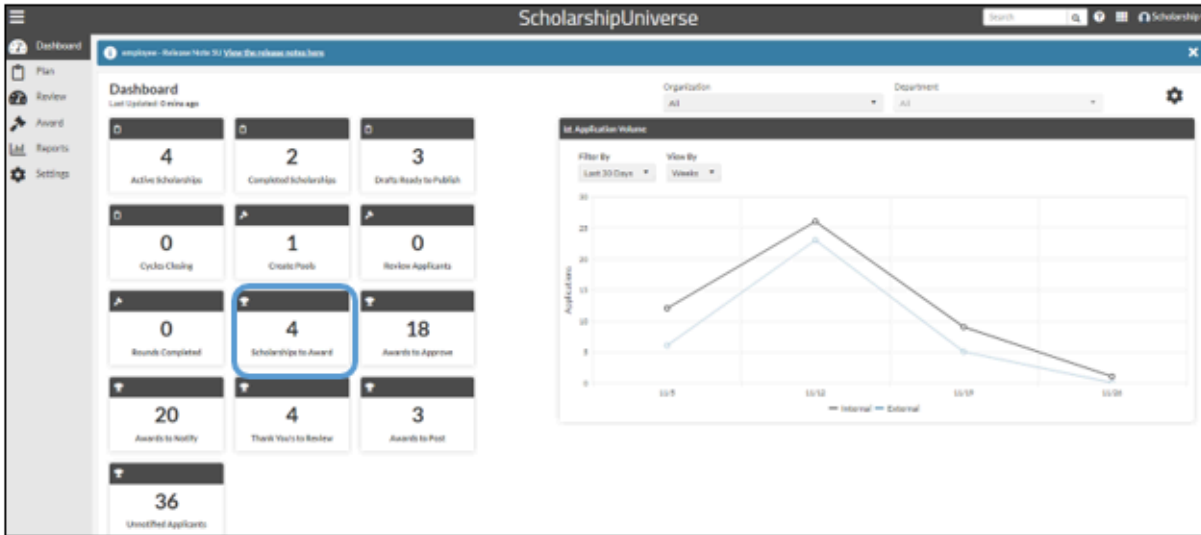 ScholarshipUniverse
Search
Scholarship
Dashboard
Plan
Review
Award
Reports
Settings
employee - Release Note SU View the release notes here
Dashboard
Last Updated: 0 mins ago
Organization
All
Department
All
4
Active Scholarships
2
Completed Scholarships
3
Drafts Ready to Publish
0
Cycles Closing
1
Create Pools
0
Review Applicants
0
Rounds Completed
4
Scholarships to Award
18
Awards to Approve
20
Awards to Notify
4
Thank You's to Review
3
Awards to Post
36
Unnotified Applicants
Application Volume
Filter By
Last 30 Days
View By
Weeks
Applications
30
25
20
15
10
5
0
11/5
11/12
11/19
11/26
Internal
External